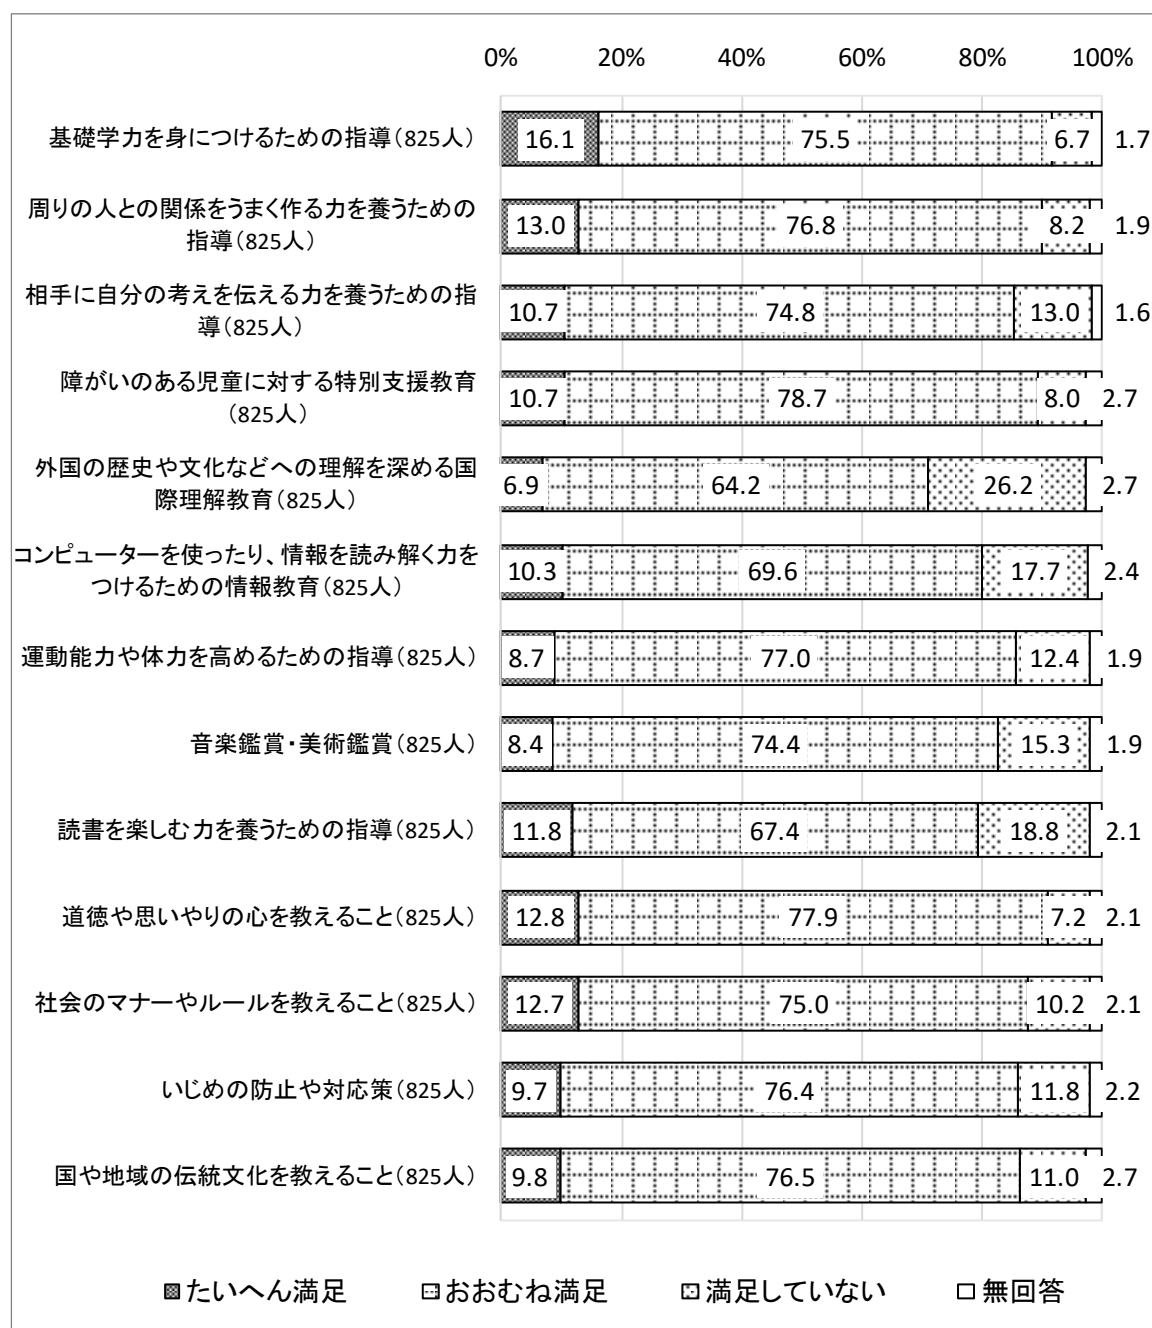 0% 20% 40% 60% 80% 100%
基礎学力を身につけるための指導(825人) 16.1 75.5 6.7 1.7
周りの人との関係をうまく作る力を養うための
指導(825人) 13.0 76.8 8.2 1.9
相手に自分の考えを伝える力を養うための指
導(825人) 10.7 74.8 13.0 1.6
障がいのある児童に対する特別支援教育
(825人) 10.7 78.7 8.0 2.7
外国の歴史や文化などへの理解を深める国
際理解教育(825人) 6.9 64.2 26.2 2.7
コンピューターを使ったり、情報を読み解く力を
つけるための情報教育(825人) 10.3 69.6 17.7 2.4
運動能力や体力を高めるための指導(825人) 8.7 77.0 12.4 1.9
音楽鑑賞・美術鑑賞(825人) 8.4 74.4 15.3 1.9
読書を楽しむ力を養うための指導(825人) 11.8 67.4 18.8 2.1
道徳や思いやりの心を教えること(825人) 12.8 77.9 7.2 2.1
社会のマナーやルールを教えること(825人) 12.7 75.0 10.2 2.1
いじめの防止や対応策(825人) 9.7 76.4 11.8 2.2
国や地域の伝統文化を教えること(825人) 9.8 76.5 11.0 2.7
たいへん満足 おおむね満足 満足していない 無回答